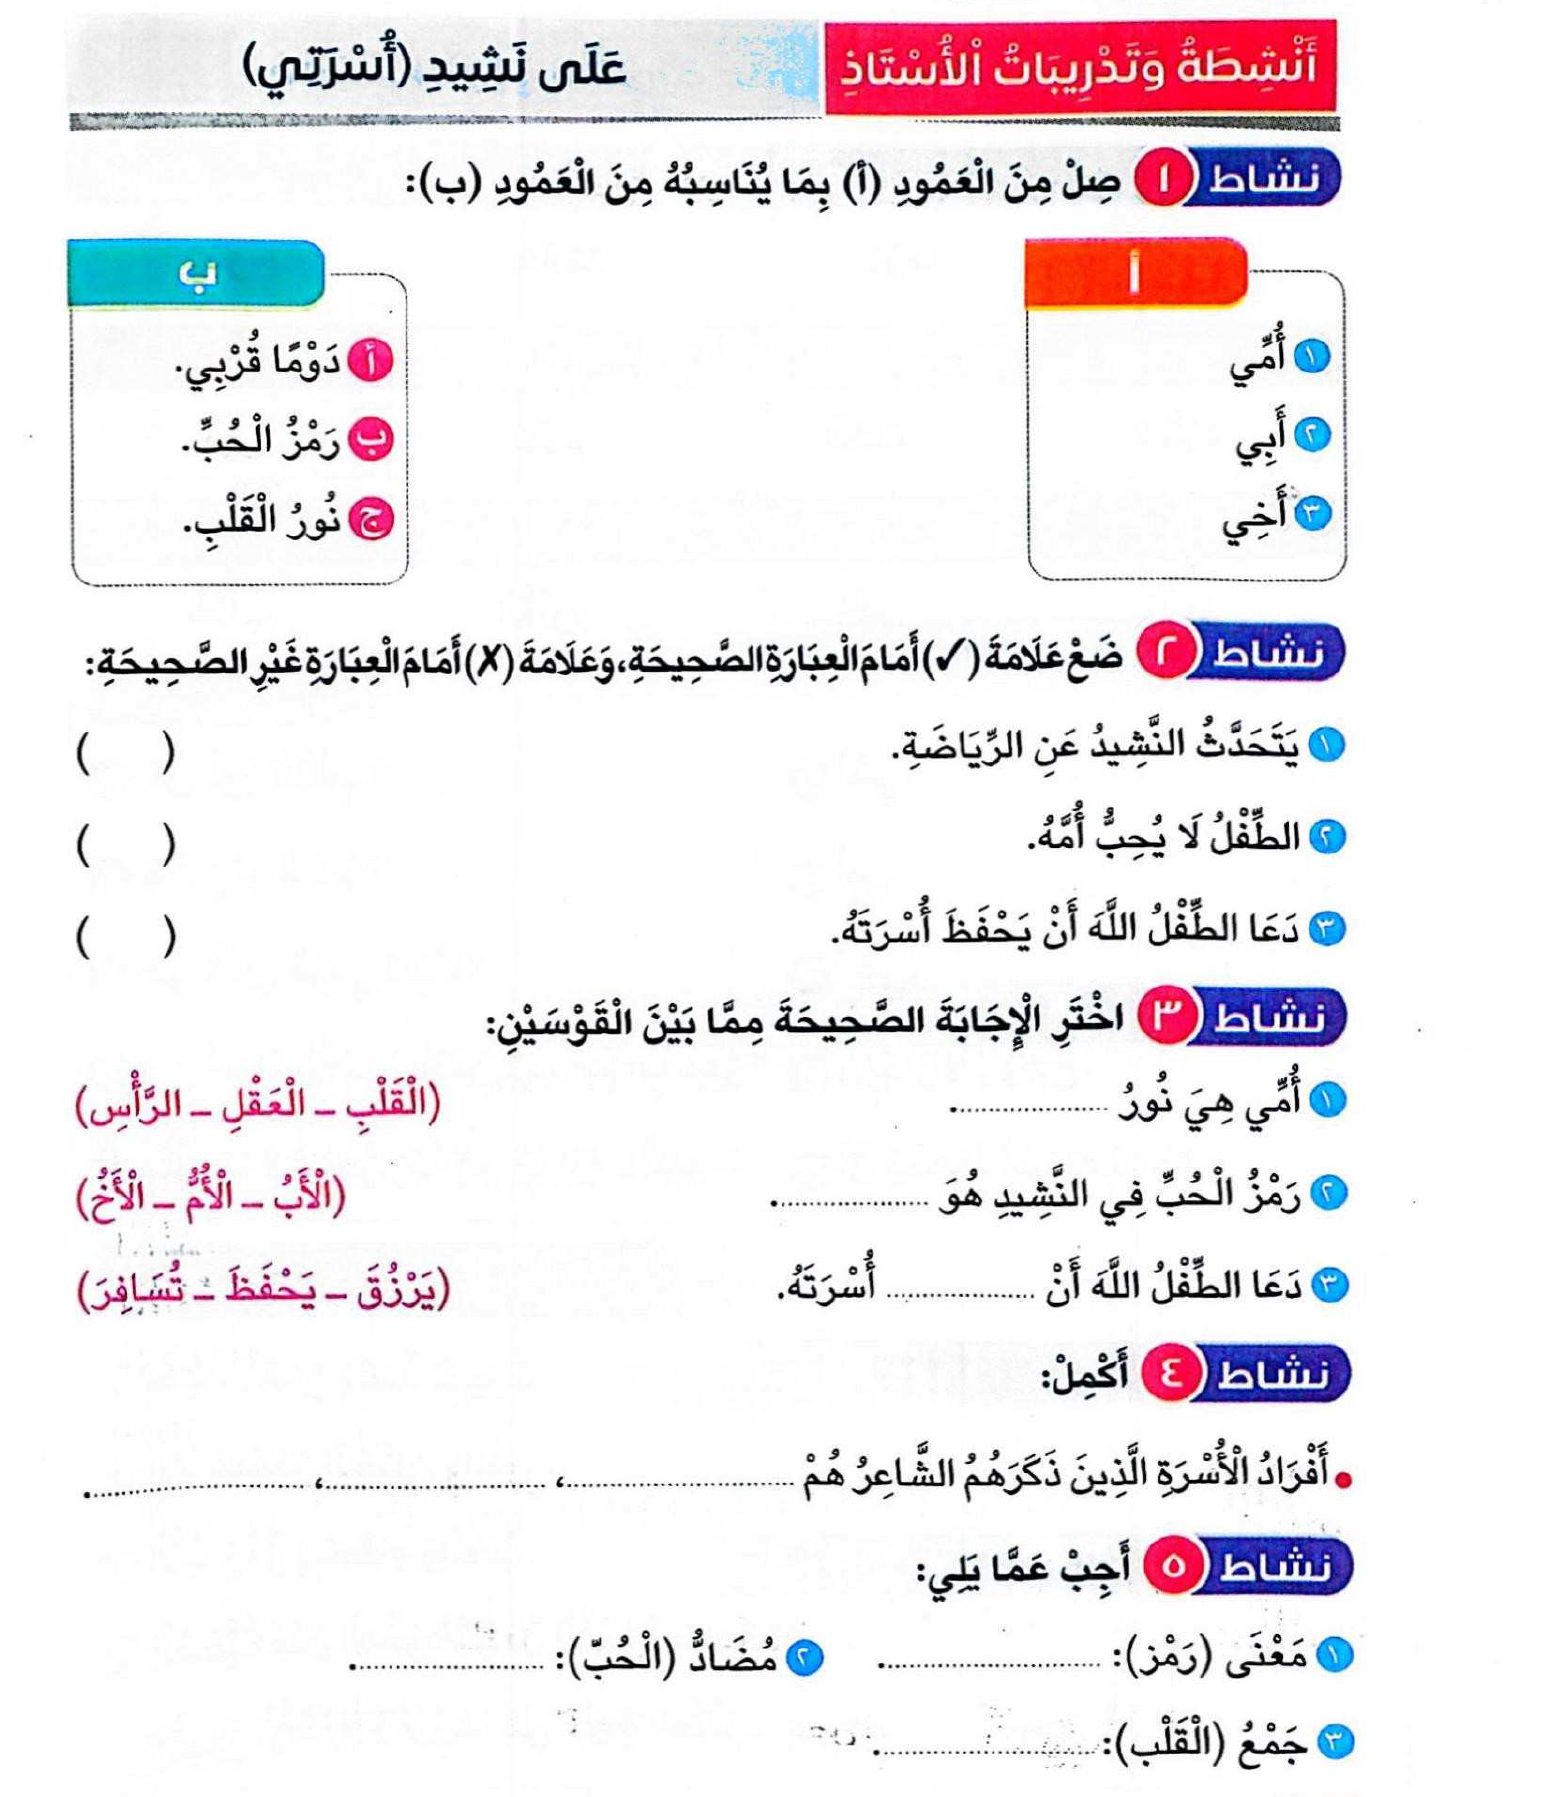 أَنْشِطَةُ وَتَدْرِيبَاتُ الْأُسْتَاذِ عَلَى نَشِيدِ (أُسْرَتِي)
نشاط ١ صِلْ مِنَ الْعَمُودِ (أ) بِمَا يُنَاسِبُهُ مِنَ الْعَمُودِ (ب):
أ
١ أُمِّي
٢ أَبِي
٣ أَخِي
ب
أ دَوْمًا قُرْبِي.
ب رَمْزُ الْحُبِّ.
ج نُورُ الْقَلْبِ.
نشاط ٢ ضَعْ عَلَامَةَ (✓) أَمَامَ الْعِبَارَةِ الصَّحِيحَةِ، وَعَلَامَةَ (✗) أَمَامَ الْعِبَارَةِ غَيْرِ الصَّحِيحَةِ:
١ يَتَحَدَّثُ النَّشِيدُ عَنِ الرِّيَاضَةِ. ( )
٢ الطِّفْلُ لَا يُحِبُّ أُمَّهُ. ( )
٣ دَعَا الطِّفْلُ اللَّهَ أَنْ يَحْفَظَ أُسْرَتَهُ. ( )
نشاط ٣ اخْتَرِ الْإِجَابَةَ الصَّحِيحَةَ مِمَّا بَيْنَ الْقَوْسَيْنِ:
١ أُمِّي هِيَ نُورُ .................... (الْقَلْبِ – الْعَقْلِ – الرَّأْسِ)
٢ رَمْزُ الْحُبِّ فِي النَّشِيدِ هُوَ .................... (الْأَبُ – الْأُمُّ – الْأَخُ)
٣ دَعَا الطِّفْلُ اللَّهَ أَنْ .................... أُسْرَتَهُ. (يَرْزُقَ – يَحْفَظَ – تُسَافِرَ)
نشاط ٤ أَكْمِلْ:
• أَفْرَادُ الْأُسْرَةِ الَّذِينَ ذَكَرَهُمُ الشَّاعِرُ هُمْ ....................، ....................، .....................
نشاط ٥ أَجِبْ عَمَّا يَلِي:
١ مَعْنَى (رَمْز): .................... ٢ مُضَادُّ (الْحُبّ): .....................
٣ جَمْعُ (الْقَلْب): .....................